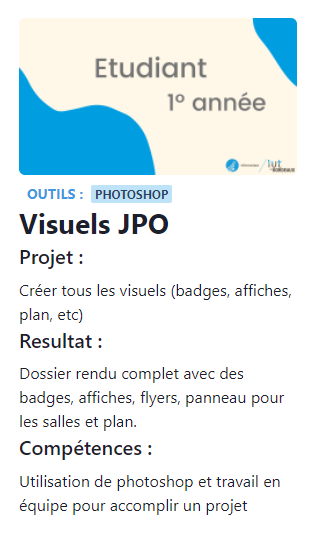 Etudiant
1° année
iut
BORDEAUX
OUTILS : PHOTOSHOP
Visuels JPO
Projet :
Créer tous les visuels (badges, affiches,
plan, etc)
Resultat :
Dossier rendu complet avec des
badges, affiches, flyers, panneau pour
les salles et plan.
Compétences :
Utilisation de photoshop et travail en
équipe pour accomplir un projet